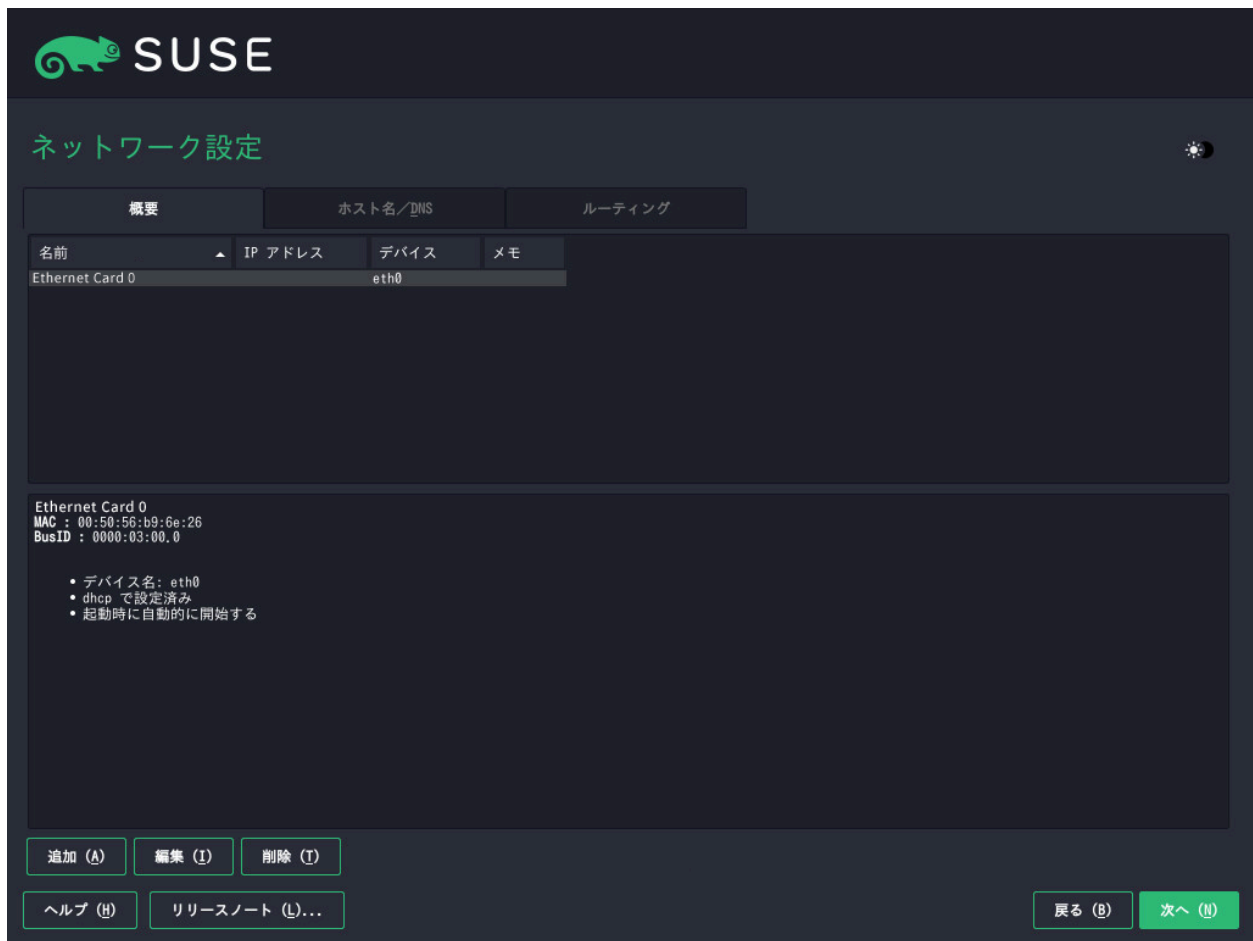 SUSE
ネットワーク設定
概要 ホスト名／DNS ルーティング
名前 IP アドレス デバイス メモ
Ethernet Card 0 eth0
Ethernet Card 0
MAC : 00:50:56:b9:6e:26
BusID : 0000:03:00.0
• デバイス名: eth0
• dhcp で設定済み
• 起動時に自動的に開始する
追加 (A) 編集 (I) 削除 (T)
ヘルプ (H) リリースノート (L)... 戻る (B) 次へ (N)